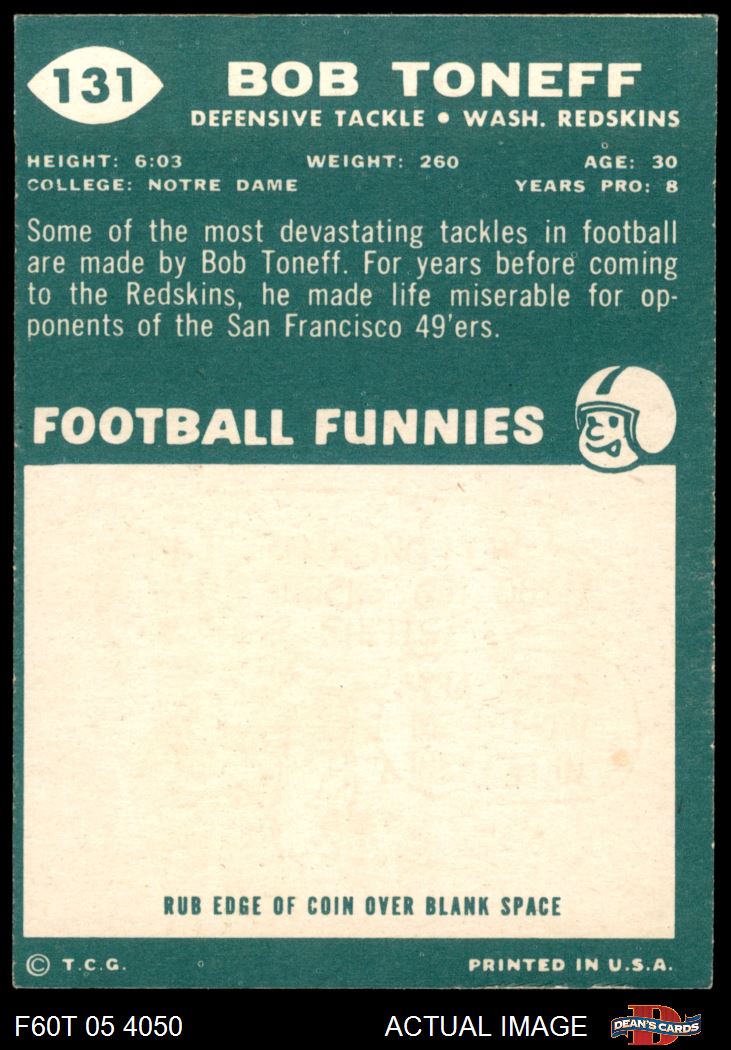 131
BOB TONEFF
DEFENSIVE TACKLE • WASH. REDSKINS
HEIGHT: 6:03 WEIGHT: 260 AGE: 30
COLLEGE: NOTRE DAME YEARS PRO: 8
Some of the most devastating tackles in football
are made by Bob Toneff. For years before coming
to the Redskins, he made life miserable for op-
ponents of the San Francisco 49'ers.
FOOTBALL FUNNIES
RUB EDGE OF COIN OVER BLANK SPACE
© T.C.G. PRINTED IN U.S.A.
F60T 05 4050 ACTUAL IMAGE D DEAN'S CARDS